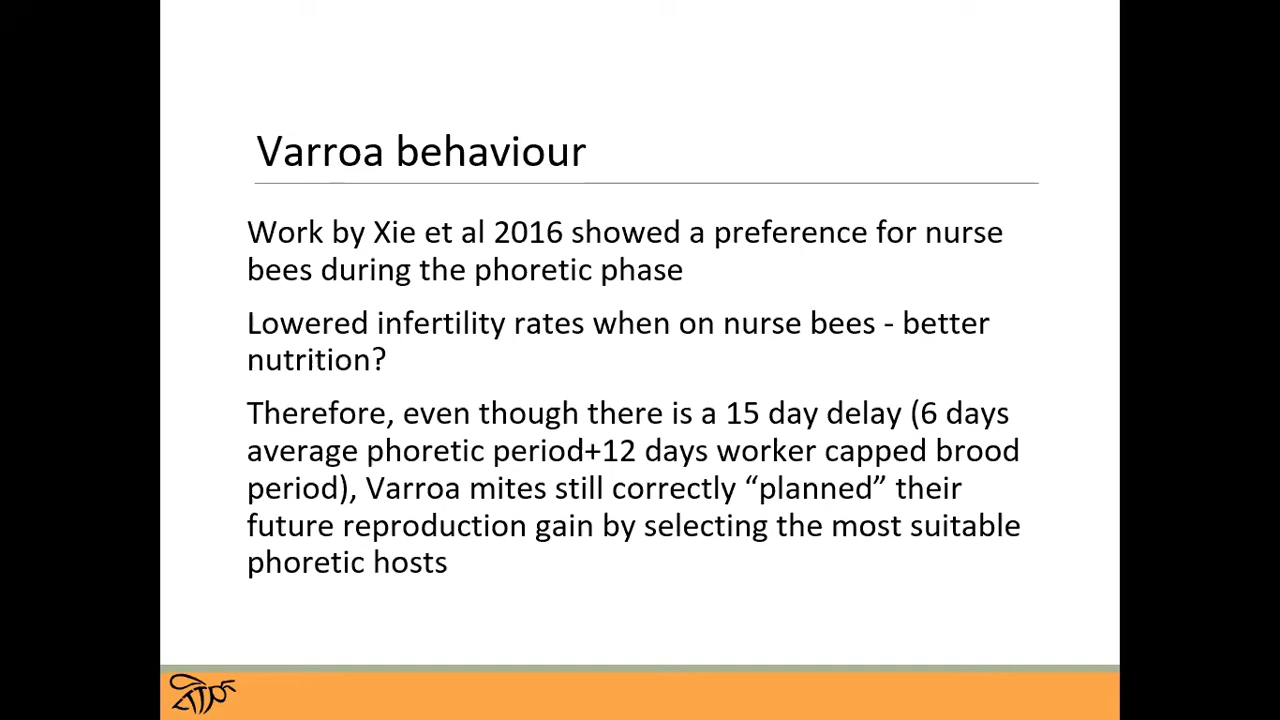 Varroa behaviour
Work by Xie et al 2016 showed a preference for nurse
bees during the phoretic phase
Lowered infertility rates when on nurse bees - better
nutrition?
Therefore, even though there is a 15 day delay (6 days
average phoretic period+12 days worker capped brood
period), Varroa mites still correctly “planned” their
future reproduction gain by selecting the most suitable
phoretic hosts